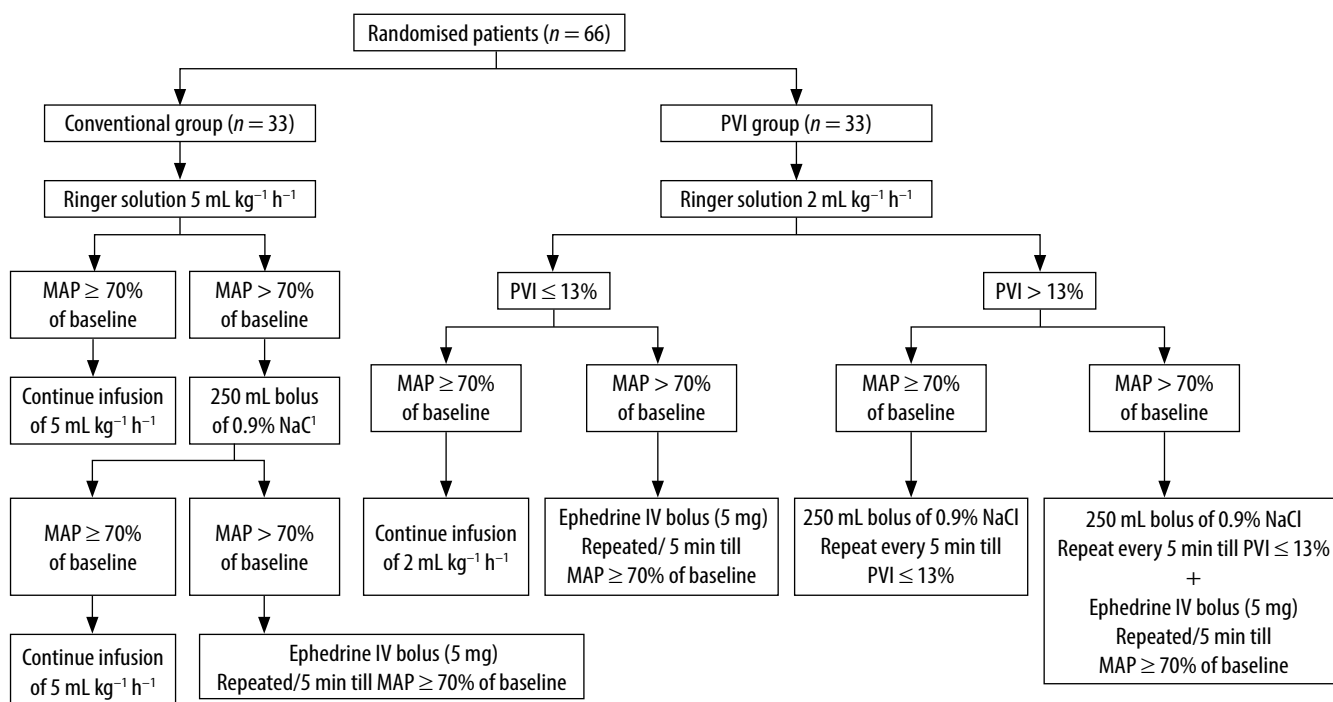 Randomised patients (n = 66)
Conventional group (n = 33)
PVI group (n = 33)
Ringer solution 5 mL kg⁻¹ h⁻¹
Ringer solution 2 mL kg⁻¹ h⁻¹
MAP ≥ 70%
of baseline
MAP > 70%
of baseline
PVI ≤ 13%
PVI > 13%
Continue infusion
of 5 mL kg⁻¹ h⁻¹
250 mL bolus
of 0.9% NaC¹
MAP ≥ 70%
of baseline
MAP > 70%
of baseline
MAP ≥ 70%
of baseline
MAP > 70%
of baseline
MAP ≥ 70%
of baseline
MAP > 70%
of baseline
Continue infusion
of 2 mL kg⁻¹ h⁻¹
Ephedrine IV bolus (5 mg)
Repeated/ 5 min till
MAP ≥ 70% of baseline
250 mL bolus of 0.9% NaCl
Repeat every 5 min till
PVI ≤ 13%
250 mL bolus of 0.9% NaCl
Repeat every 5 min till PVI ≤ 13%
+
Ephedrine IV bolus (5 mg)
Repeated/5 min till
MAP ≥ 70% of baseline
Continue infusion
of 5 mL kg⁻¹ h⁻¹
Ephedrine IV bolus (5 mg)
Repeated/5 min till MAP ≥ 70% of baseline